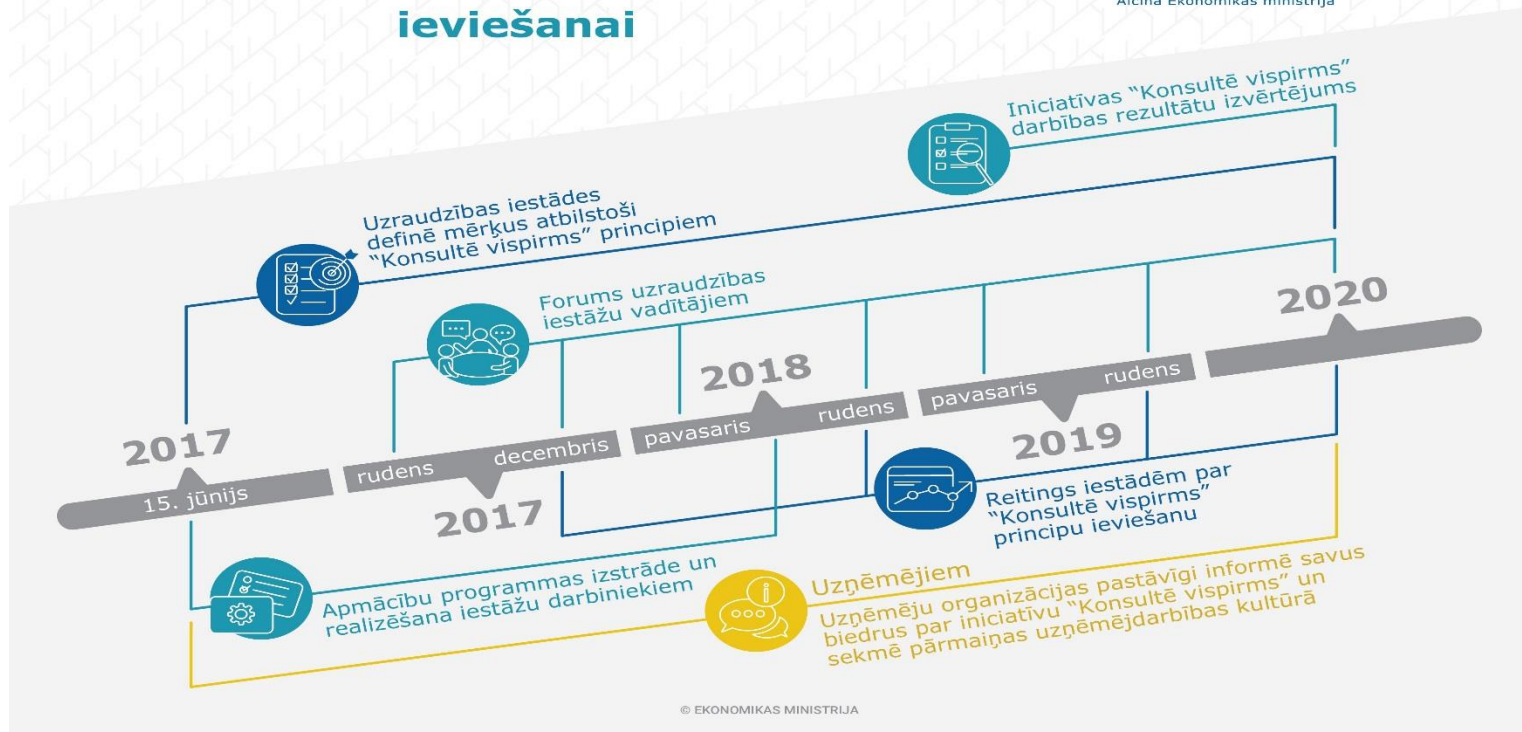 ieviešanai
Aicina Ekonomikas ministrija
Iniciatīvas “Konsultē vispirms”
darbības rezultātu izvērtējums
Uzraudzības iestādes
definē mērķus atbilstoši
“Konsultē vispirms” principiem
Forums uzraudzības
iestāžu vadītājiem
2020
2018
2017
15. jūnijs
rudens
decembris
pavasaris
rudens
pavasaris
rudens
2017
2019
Reitings iestādēm par
“Konsultē vispirms”
principu ieviešanu
Apmācību programmas izstrāde un
realizēšana iestāžu darbiniekiem
Uzņēmējiem
Uzņēmēju organizācijas pastāvīgi informē savus
biedrus par iniciatīvu “Konsultē vispirms” un
sekmē pārmaiņas uzņēmējdarbības kultūrā
© EKONOMIKAS MINISTRIJA